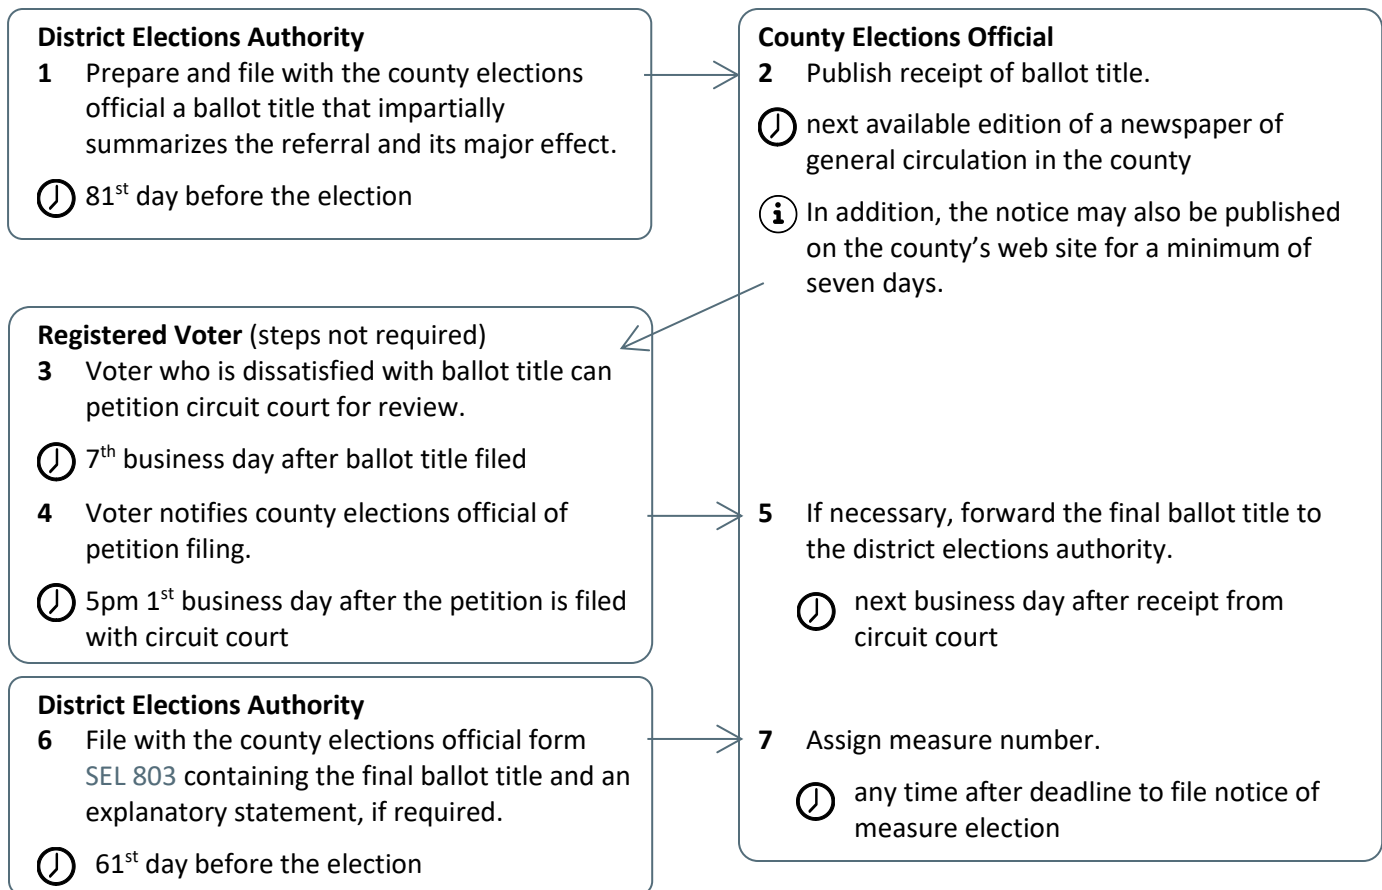 District Elections Authority
1 Prepare and file with the county elections
official a ballot title that impartially
summarizes the referral and its major effect.
81st day before the election
County Elections Official
2 Publish receipt of ballot title.
next available edition of a newspaper of
general circulation in the county
i In addition, the notice may also be published
on the county’s web site for a minimum of
seven days.
Registered Voter (steps not required)
3 Voter who is dissatisfied with ballot title can
petition circuit court for review.
7th business day after ballot title filed
4 Voter notifies county elections official of
petition filing.
5pm 1st business day after the petition is filed
with circuit court
5 If necessary, forward the final ballot title to
the district elections authority.
next business day after receipt from
circuit court
District Elections Authority
6 File with the county elections official form
SEL 803 containing the final ballot title and an
explanatory statement, if required.
61st day before the election
7 Assign measure number.
any time after deadline to file notice of
measure election